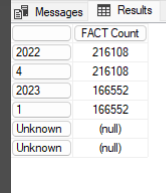 Messages Results
FACT Count
2022 216108
4 216108
2023 166552
1 166552
Unknown (null)
Unknown (null)